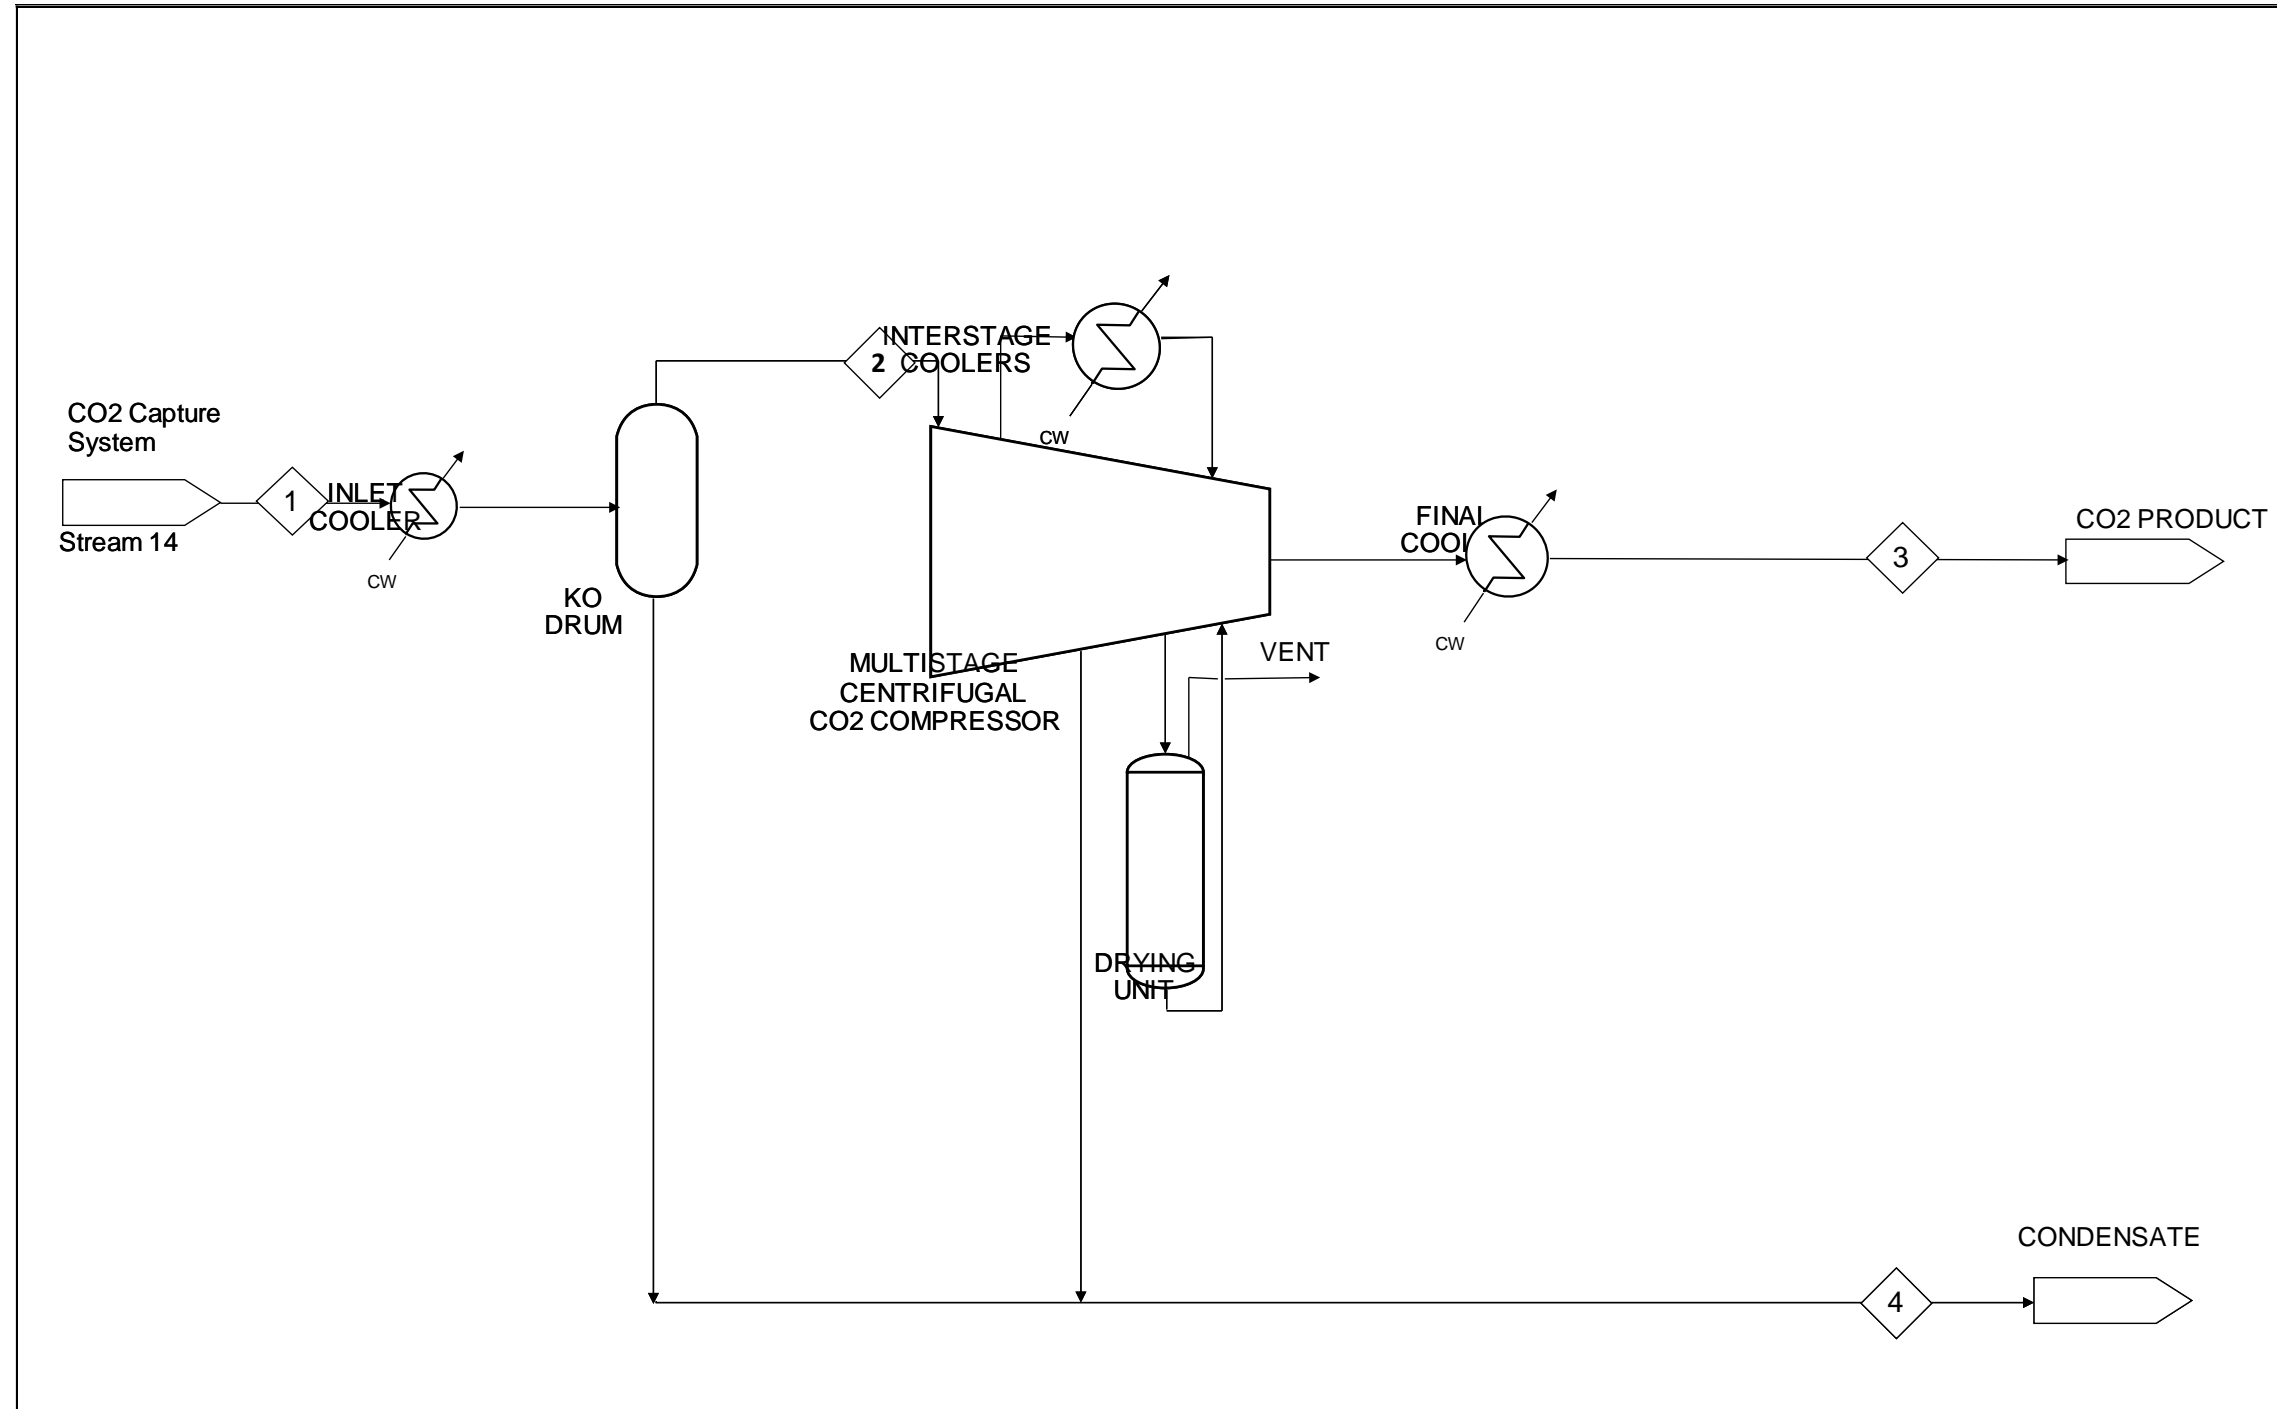 INTERSTAGE
COOLERS
2
CO2 Capture
System
CW
1
INLET
COOLER
Stream 14
CW
KO
DRUM
FINAL
COOL
CW
3
CO2 PRODUCT
VENT
MULTISTAGE
CENTRIFUGAL
CO2 COMPRESSOR
DRYING
UNIT
CONDENSATE
4